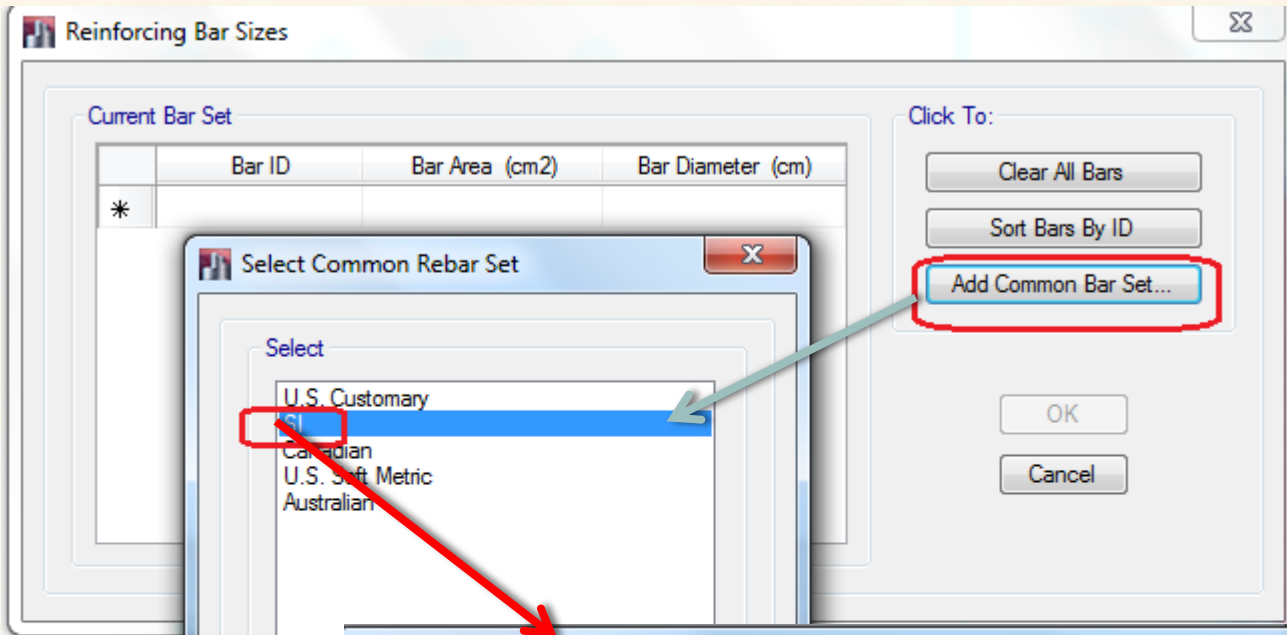 Reinforcing Bar Sizes
Current Bar Set
Bar ID Bar Area (cm2) Bar Diameter (cm)
*
Click To:
Clear All Bars
Sort Bars By ID
Add Common Bar Set...
OK
Cancel
Select Common Rebar Set
Select
U.S. Customary
SI
Canadian
U.S. Soft Metric
Australian